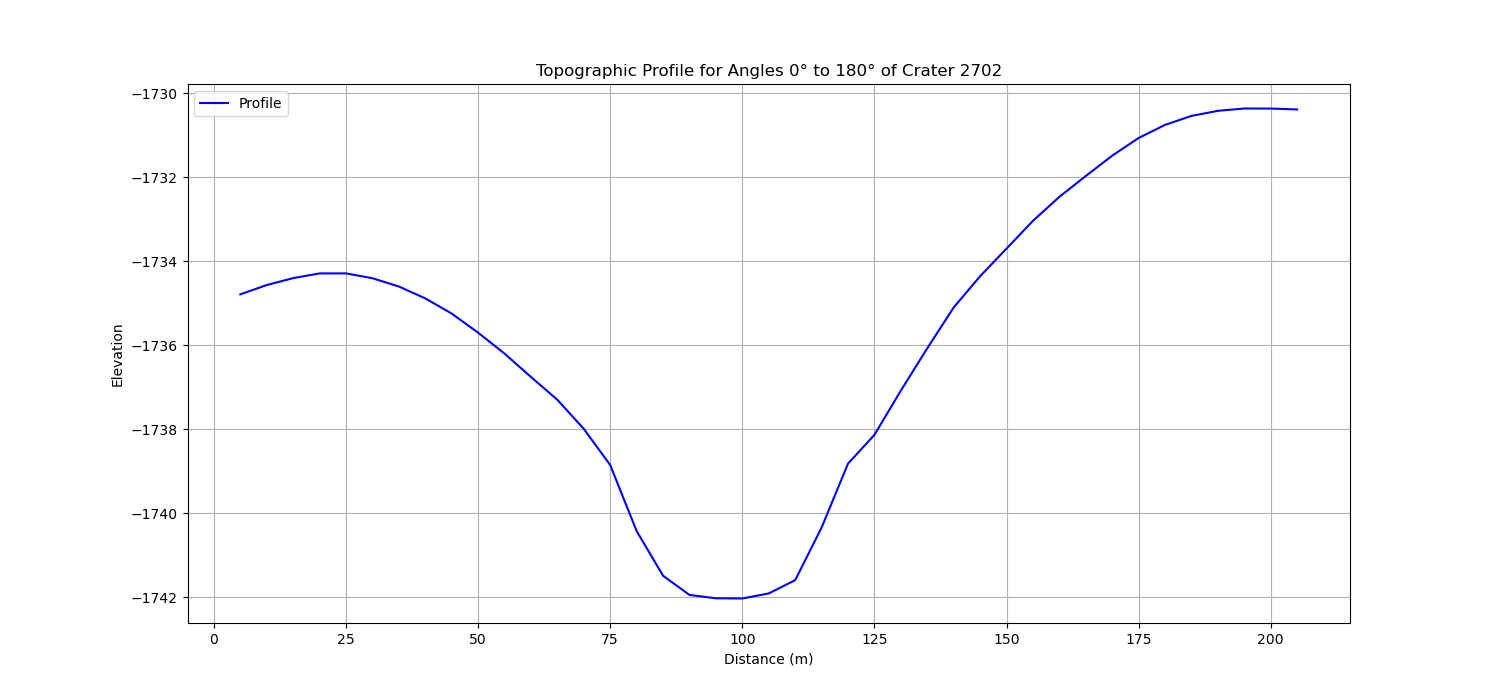 Topographic Profile for Angles 0° to 180° of Crater 2702
Profile
−1730
−1732
−1734
−1736
−1738
−1740
−1742
Elevation
0 25 50 75 100 125 150 175 200
Distance (m)